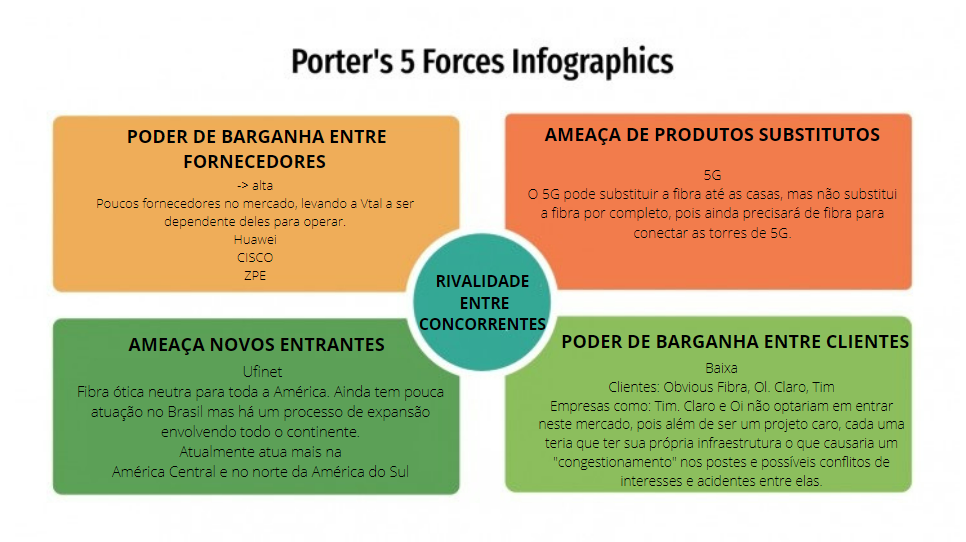 Porter's 5 Forces Infographics
PODER DE BARGANHA ENTRE
FORNECEDORES
-> alta
Poucos fornecedores no mercado, levando a Vtal a ser
dependente deles para operar.
Huawei
CISCO
ZPE
AMEAÇA DE PRODUTOS SUBSTITUTOS
5G
O 5G pode substituir a fibra até as casas, mas não substitui
a fibra por completo, pois ainda precisará de fibra para
conectar as torres de 5G.
RIVALIDADE
ENTRE
CONCORRENTES
AMEAÇA NOVOS ENTRANTES
Ufinet
Fibra ótica neutra para toda a América. Ainda tem pouca
atuação no Brasil mas há um processo de expansão
envolvendo todo o continente.
Atualmente atua mais na
América Central e no norte da América do Sul
PODER DE BARGANHA ENTRE CLIENTES
Baixa
Clientes: Obvious Fibra, OI. Claro, Tim
Empresas como: Tim. Claro e Oi não optariam em entrar
neste mercado, pois além de ser um projeto caro, cada uma
teria que ter sua própria infraestrutura o que causaria um
"congestionamento" nos postes e possíveis conflitos de
interesses e acidentes entre elas.